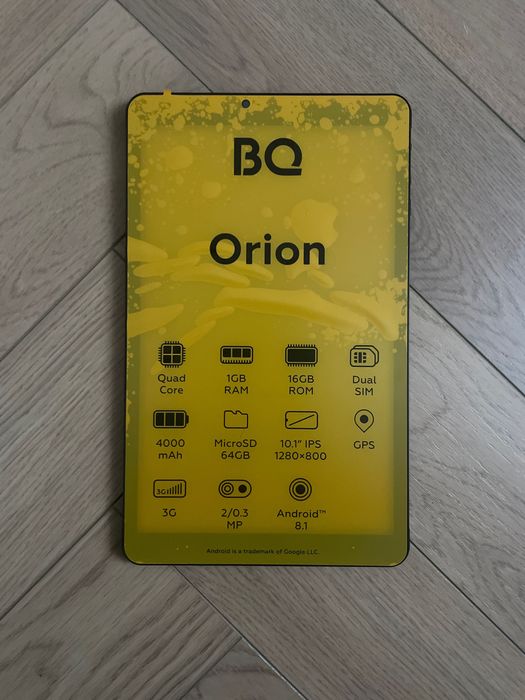 BQ
Orion
Quad
Core
1GB
RAM
16GB
ROM
Dual
SIM
4000
mAh
MicroSD
64GB
10.1" IPS
1280×800
GPS
3G
3G
2/0.3
MP
Android™
8.1
Android is a trademark of Google LLC.